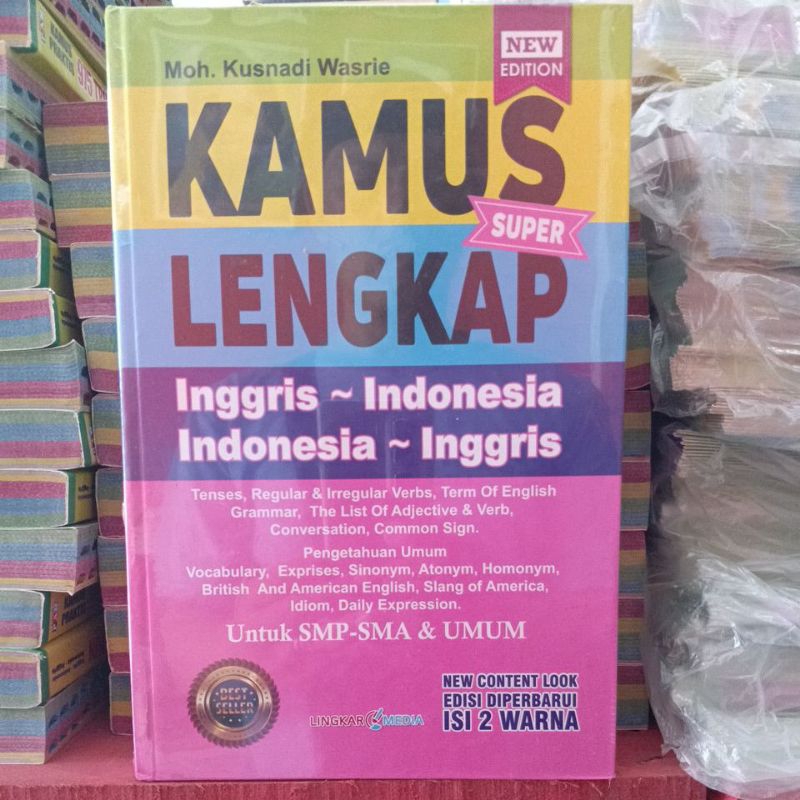 Moh. Kusnadi Wasrie
NEW
EDITION
KAMUS
SUPER
LENGKAP
Inggris ~ Indonesia
Indonesia ~ Inggris
Tenses, Regular & Irregular Verbs, Term Of English
Grammar, The List Of Adjective & Verb,
Conversation, Common Sign.
Pengetahuan Umum
Vocabulary, Exprises, Sinonym, Atonym, Homonym,
British And American English, Slang of America,
Idiom, Daily Expression.
Untuk SMP-SMA & UMUM
BEST
SELLER
LINGKAR MEDIA
NEW CONTENT LOOK
EDISI DIPERBARUI
ISI 2 WARNA
KAMUS
PRAKTIS